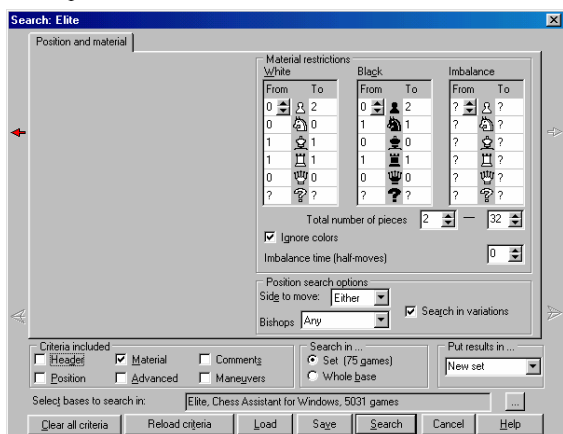 Search: Elite
Position and material
Material restrictions
White Black Imbalance
From To From To From To
0 2 0 2 ? ?
0 0 1 1 ? ?
1 1 0 0 ? ?
1 1 1 1 ? ?
0 0 0 0 ? ?
? ? ? ? ? ? ? ?
Total number of pieces 2 — 32
Ignore colors
Imbalance time (half-moves) 0
Position search options
Side to move: Either
Bishops Any
Search in variations
Criteria included
Header Material Comments
Position Advanced Maneuvers
Search in ...
Set (75 games)
Whole base
Put results in ...
New set
Select bases to search in: Elite, Chess Assistant for Windows, 5031 games ...
Clear all criteria Reload criteria Load Save Search Cancel Help